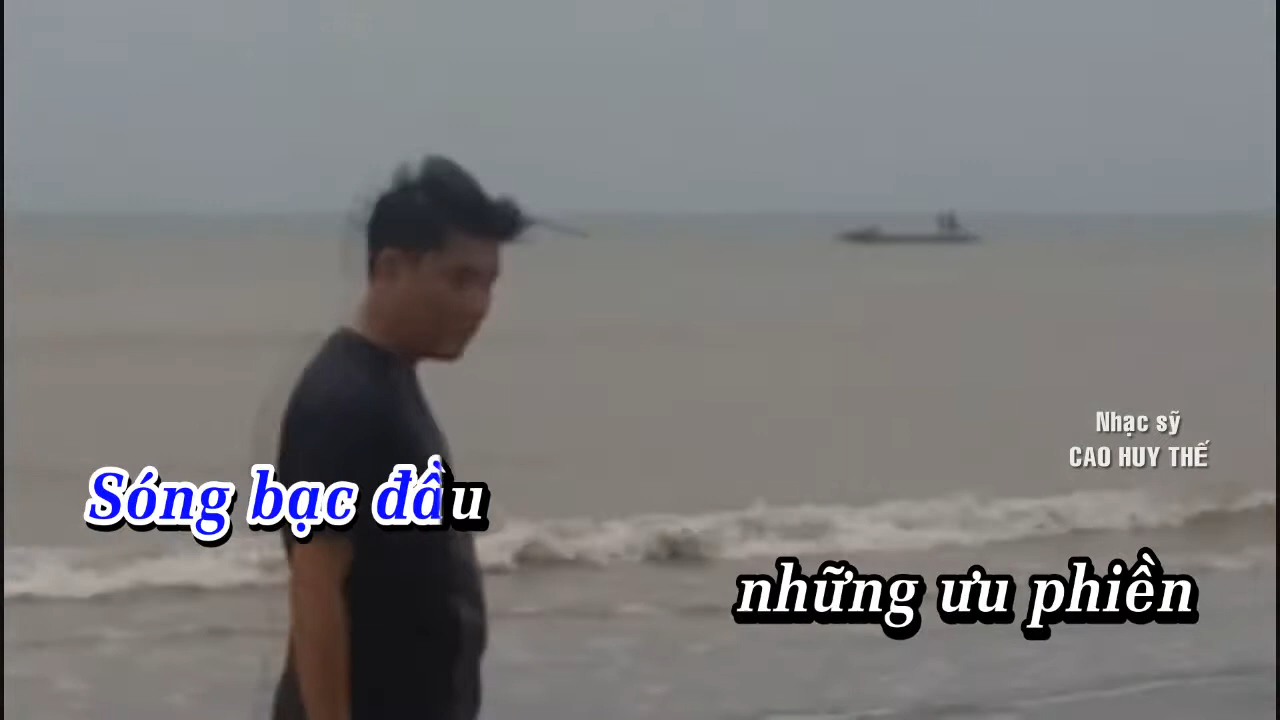 Nhạc sỹ
CAO HUY THẾ
Sóng bạc đầu
những ưu phiền